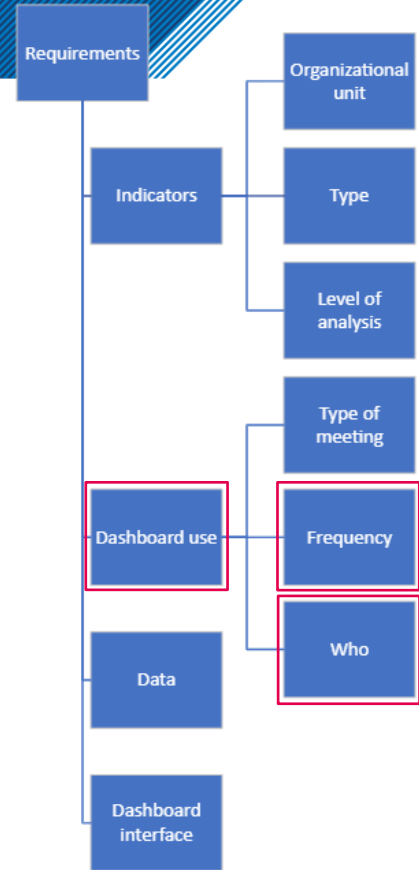 Requirements
Indicators
Organizational
unit
Type
Level of
analysis
Dashboard use
Type of
meeting
Frequency
Who
Data
Dashboard
interface